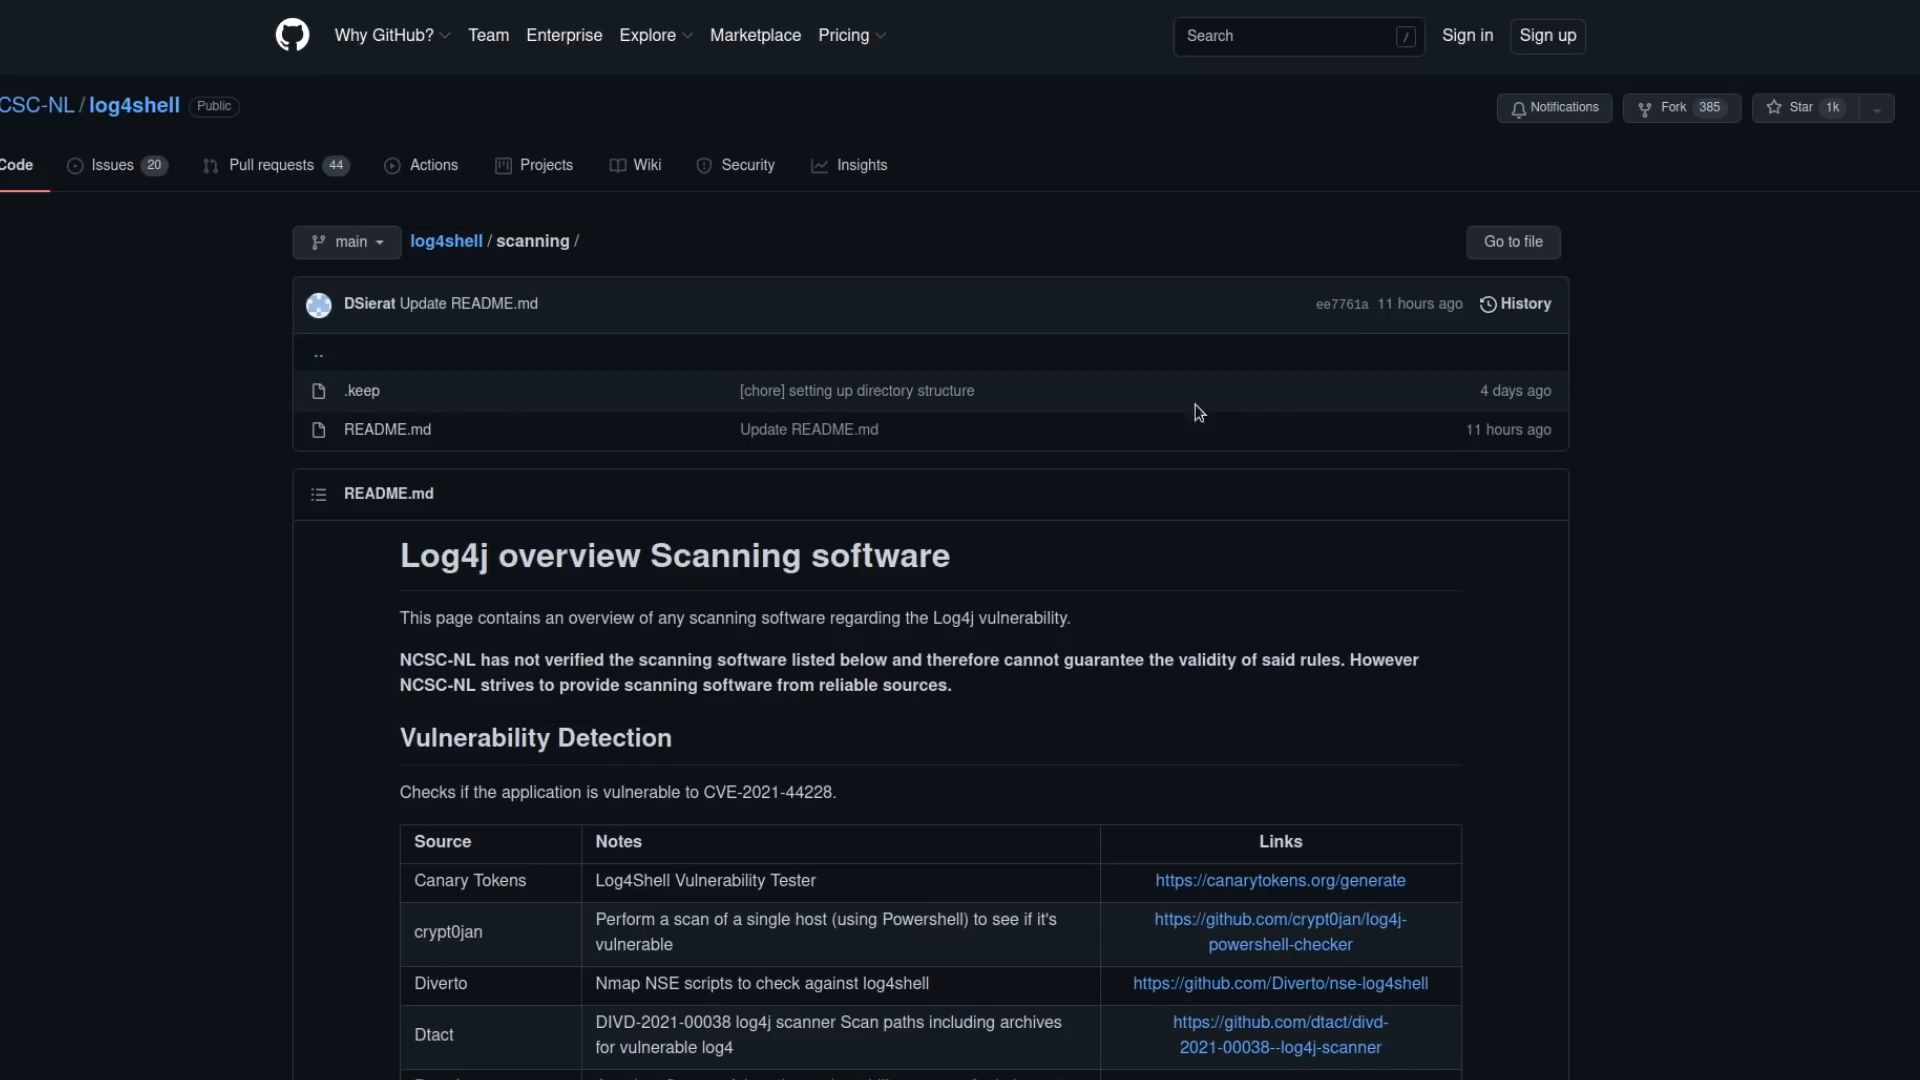 Why GitHub? Team Enterprise Explore Marketplace Pricing Search / Sign in Sign up
CSC-NL / log4shell Public Notifications Fork 385 Star 1k
Code Issues 20 Pull requests 44 Actions Projects Wiki Security Insights
main log4shell / scanning / Go to file
DSierat Update README.md ee7761a 11 hours ago History
..
.keep [chore] setting up directory structure 4 days ago
README.md Update README.md 11 hours ago
README.md
Log4j overview Scanning software
This page contains an overview of any scanning software regarding the Log4j vulnerability.
NCSC-NL has not verified the scanning software listed below and therefore cannot guarantee the validity of said rules. However
NCSC-NL strives to provide scanning software from reliable sources.
Vulnerability Detection
Checks if the application is vulnerable to CVE-2021-44228.
Source Notes Links
Canary Tokens Log4Shell Vulnerability Tester https://canarytokens.org/generate
crypt0jan Perform a scan of a single host (using Powershell) to see if it's
vulnerable
https://github.com/crypt0jan/log4j-
powershell-checker
Diverto Nmap NSE scripts to check against log4shell https://github.com/Diverto/nse-log4shell
Dtact DIVD-2021-00038 log4j scanner Scan paths including archives
for vulnerable log4
https://github.com/dtact/divd-
2021-00038--log4j-scanner